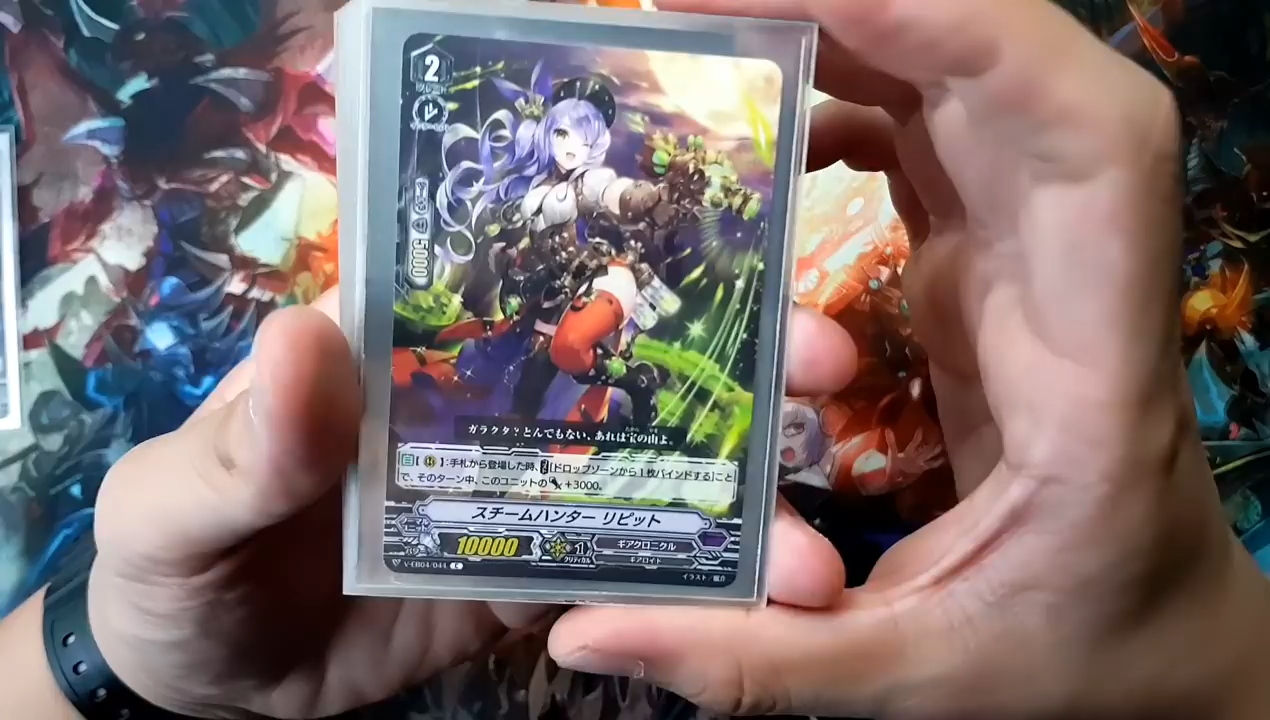 2
5000
ガラクタ？とんでもない、あれは宝の山よ。
手札から登場した時、[ドロップゾーンから１枚バインドする]こと
で、そのターン中、このユニットの+3000。
スチームハンター リピット
10000
1
クリティカル
ギアクロニクル
ギアロイド
V-EB04/044 C
イラスト／